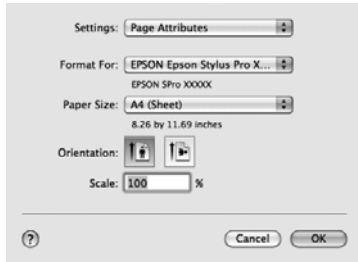 Settings: Page Attributes
Format For: EPSON Epson Stylus Pro X...
EPSON SPro XXXXX
Paper Size: A4 (Sheet)
8.26 by 11.69 inches
Orientation:
Scale: 100 %
? Cancel OK